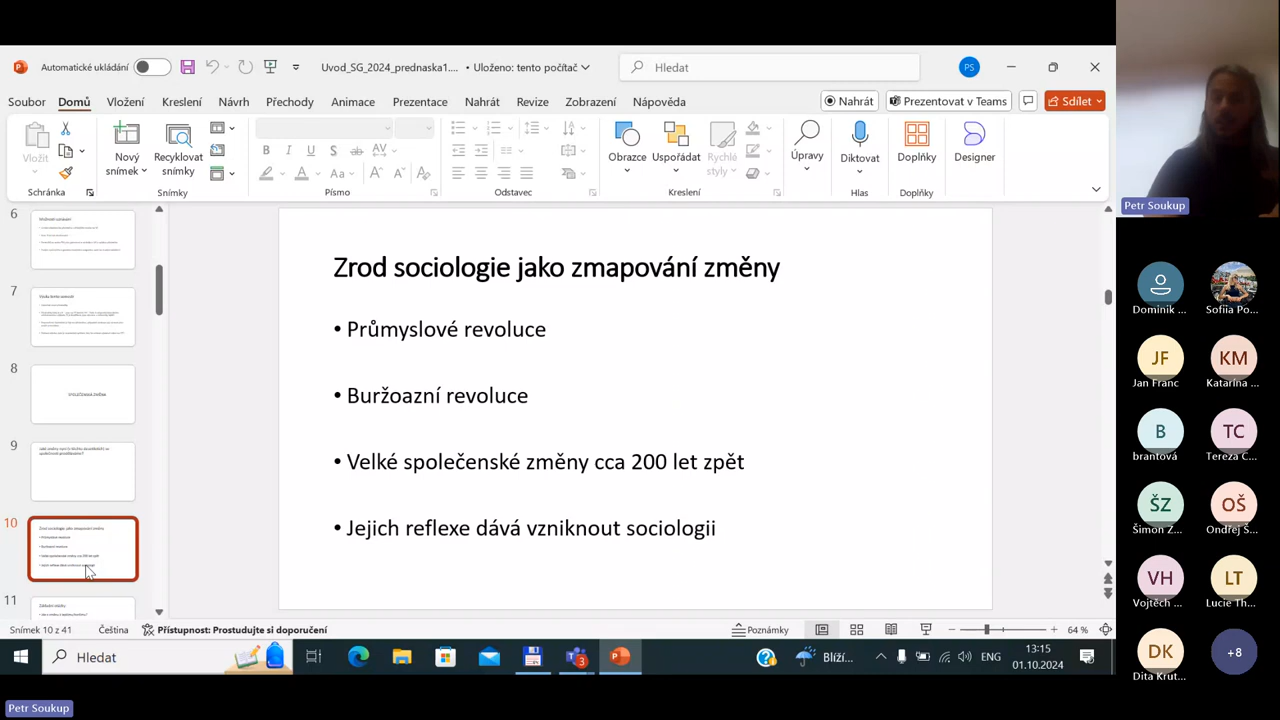 Automatické ukládání
Uvod_SG_2024_prednaska1.... • Uloženo: tento počítač
Hledat
PS
Soubor Domů Vložení Kreslení Návrh Přechody Animace Prezentace Nahrát Revize Zobrazení Nápověda
Nahrát
Prezentovat v Teams
Sdílet
Vložit
Nový snímek
Recyklovat snímky
Obrazce
Uspořádat
Rychlé styly
Úpravy
Diktovat
Doplňky
Designer
Schránka
Snímky
Písmo
Odstavec
Kreslení
Hlas
Doplňky
Petr Soukup
6
7
8
9
10
11
Zrod sociologie jako zmapování změny
• Průmyslové revoluce
• Buržoazní revoluce
• Velké společenské změny cca 200 let zpět
• Jejich reflexe dává vzniknout sociologii
Dominik ...
Sofiia Po...
JF
Jan Franc
KM
Katarína ...
B
brantová
TC
Tereza C...
ŠZ
Šimon Z...
OŠ
Ondřej Š...
VH
Vojtěch ...
LT
Lucie Th...
DK
Dita Krut...
+8
Snímek 10 z 41
Čeština
Přístupnost: Prostudujte si doporučení
Poznámky
64 %
Hledat
3
Blíží...
ENG
13:15
01.10.2024
Petr Soukup